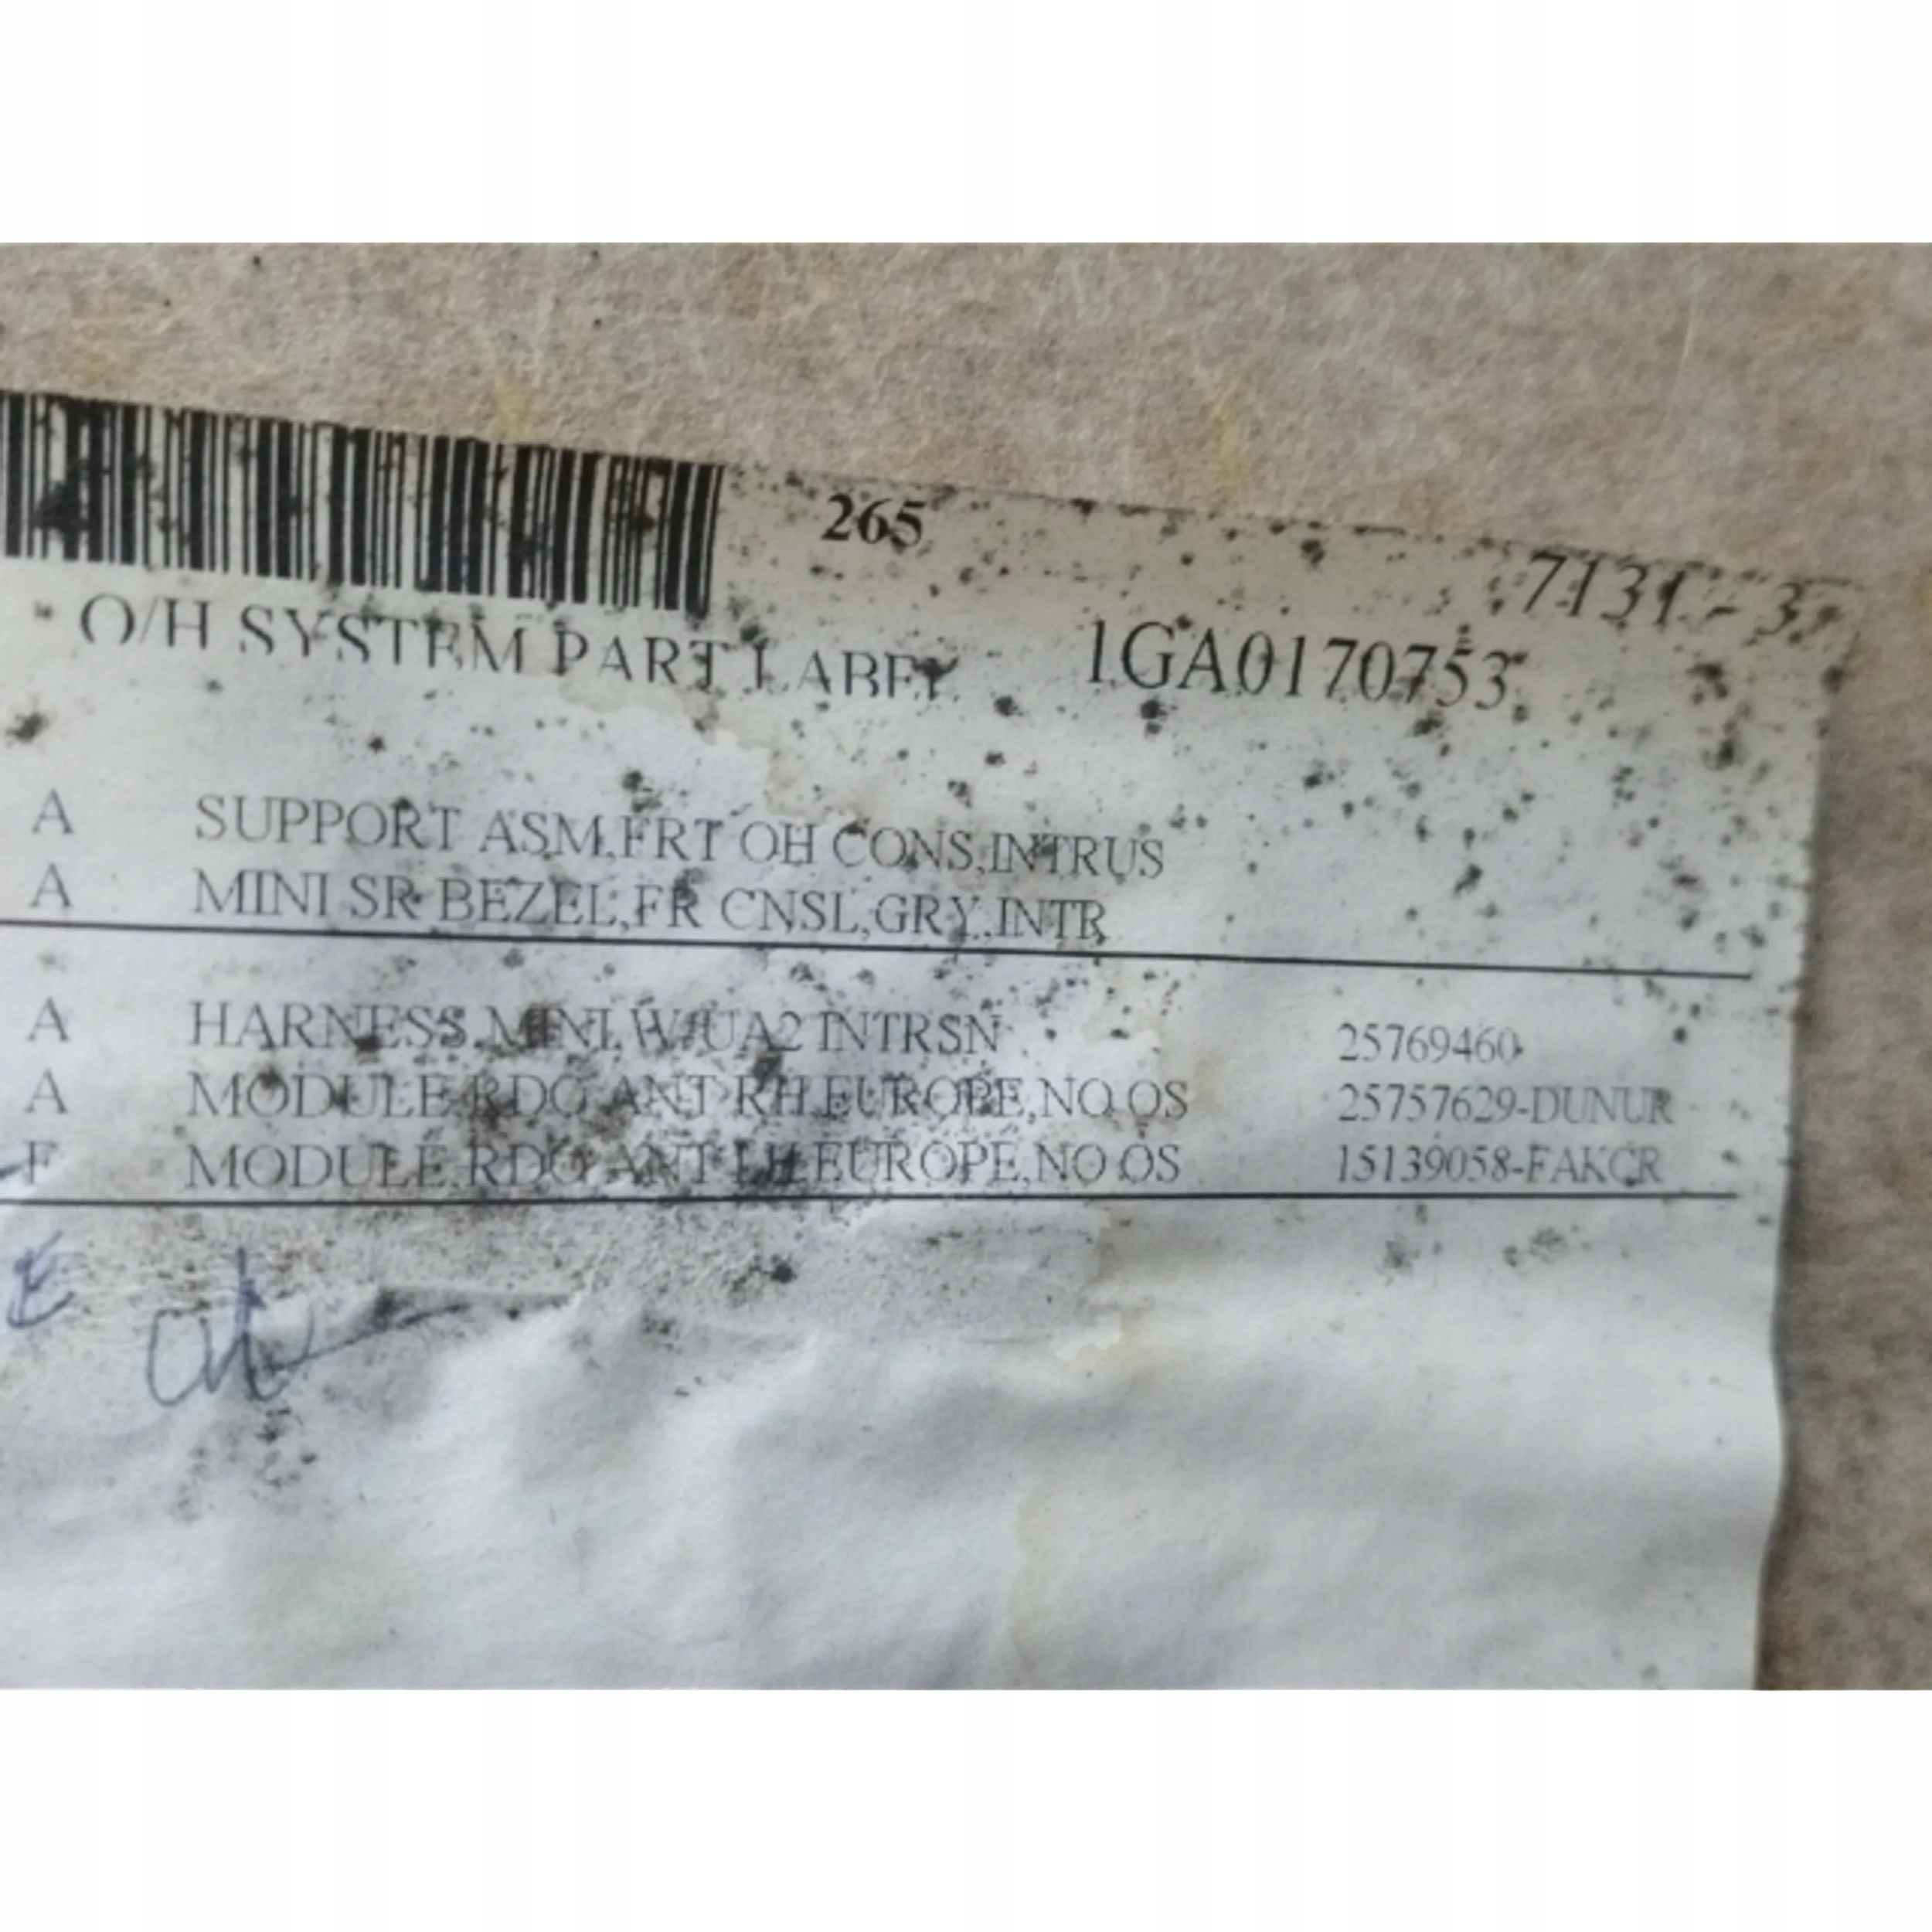 265
7131 - 3
O/H SYSTEM PART LABEL 1GA0170753
A SUPPORT ASM,FRT OH CONS,INTRUS
A MINI SR BEZEL,FR CNSL,GRY,INTR
A HARNESS,MINI,W/UA2 INTRSN 25769460-
A MODULE,RDO ANT RH,EUROPE,NO OS 25757629-DUNUR
F MODULE,RDO ANT LH,EUROPE,NO OS 15139058-FAKCR
E